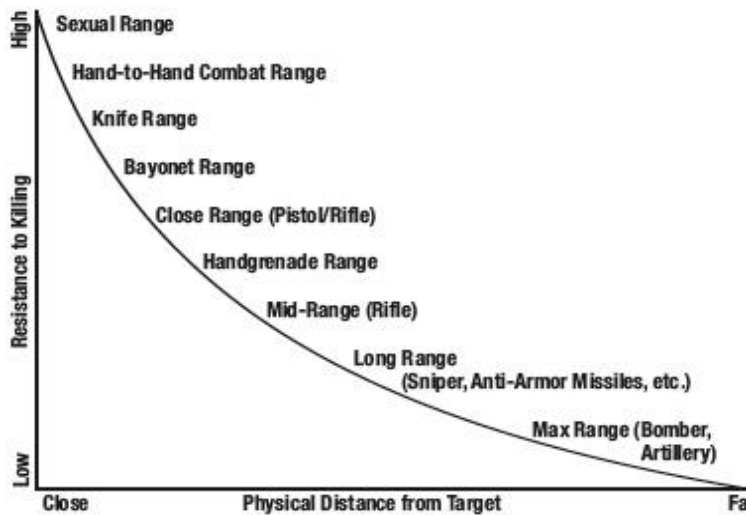 High
Sexual Range
Hand-to-Hand Combat Range
Knife Range
Bayonet Range
Close Range (Pistol/Rifle)
Handgrenade Range
Mid-Range (Rifle)
Long Range
(Sniper, Anti-Armor Missiles, etc.)
Max Range (Bomber,
Artillery)
Resistance to Killing
Low
Close
Physical Distance from Target
Fa